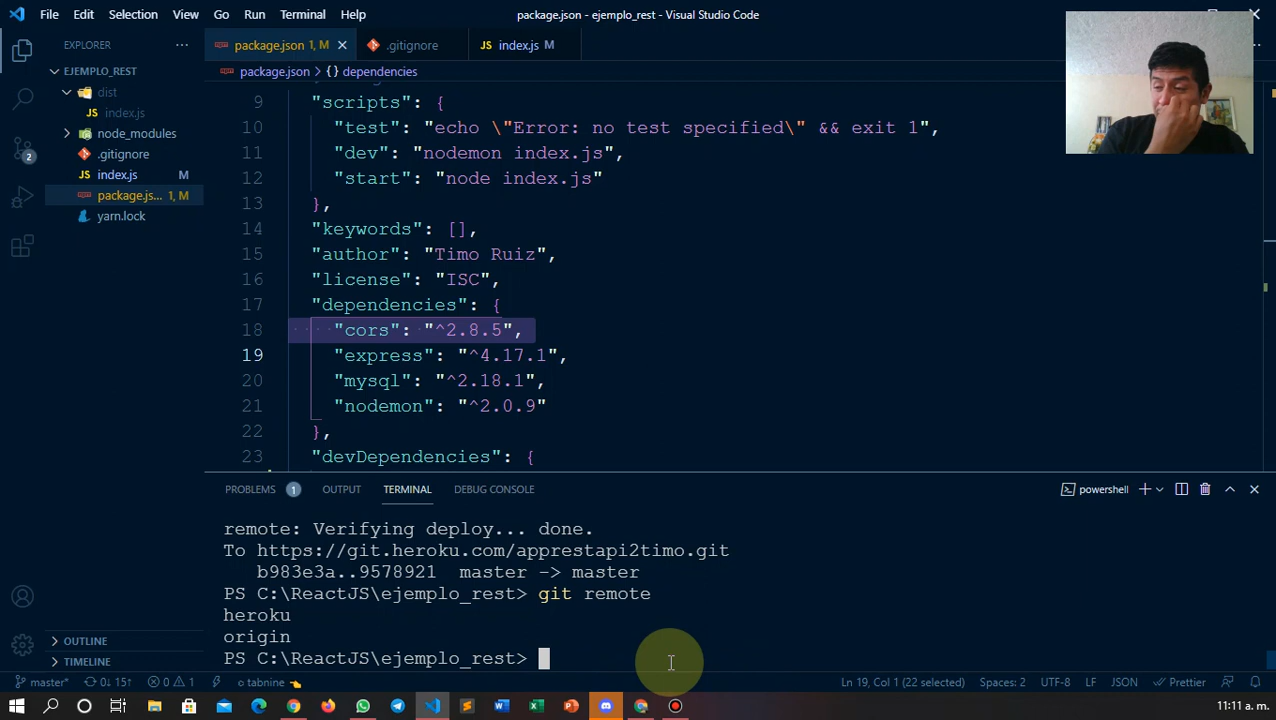 File Edit Selection View Go Run Terminal Help
package.json - ejemplo_rest - Visual Studio Code
EXPLORER
package.json 1, M
.gitignore
index.js M
EJEMPLO_REST
package.json > { } dependencies
dist
index.js
node_modules
.gitignore
index.js M
package.js... 1, M
yarn.lock
2
9 "scripts": {
10 "test": "echo \"Error: no test specified\" && exit 1",
11 "dev": "nodemon index.js",
12 "start": "node index.js"
13 },
14 "keywords": [],
15 "author": "Timo Ruiz",
16 "license": "ISC",
17 "dependencies": {
18 "cors": "^2.8.5",
19 "express": "^4.17.1",
20 "mysql": "^2.18.1",
21 "nodemon": "^2.0.9"
22 },
23 "devDependencies": {
PROBLEMS 1 OUTPUT TERMINAL DEBUG CONSOLE
powershell
remote: Verifying deploy... done.
To https://git.heroku.com/apprestapi2timo.git
b983e3a..9578921 master -> master
PS C:\ReactJS\ejemplo_rest> git remote
heroku
origin
PS C:\ReactJS\ejemplo_rest>
OUTLINE
TIMELINE
master* 0↓ 15↑ 0 1 tabnine
Ln 19, Col 1 (22 selected) Spaces: 2 UTF-8 LF JSON Prettier
11:11 a. m.